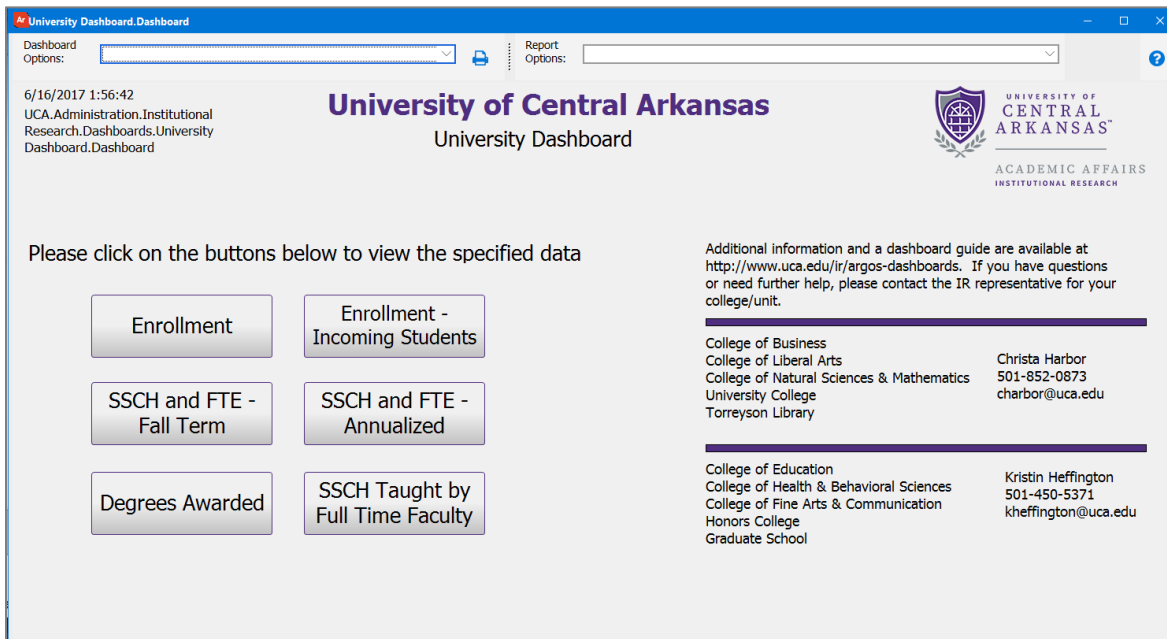 University Dashboard.Dashboard
Dashboard
Options:
Report
Options:
6/16/2017 1:56:42
UCA.Administration.Institutional
Research.Dashboards.University
Dashboard.Dashboard
University of Central Arkansas
University Dashboard
UNIVERSITY OF
CENTRAL
ARKANSAS™
ACADEMIC AFFAIRS
INSTITUTIONAL RESEARCH
Please click on the buttons below to view the specified data
Enrollment
Enrollment -
Incoming Students
SSCH and FTE -
Fall Term
SSCH and FTE -
Annualized
Degrees Awarded
SSCH Taught by
Full Time Faculty
Additional information and a dashboard guide are available at
http://www.uca.edu/ir/argos-dashboards. If you have questions
or need further help, please contact the IR representative for your
college/unit.
College of Business
College of Liberal Arts
College of Natural Sciences & Mathematics
University College
Torreyson Library
Christa Harbor
501-852-0873
charbor@uca.edu
College of Education
College of Health & Behavioral Sciences
College of Fine Arts & Communication
Honors College
Graduate School
Kristin Heffington
501-450-5371
kheffington@uca.edu